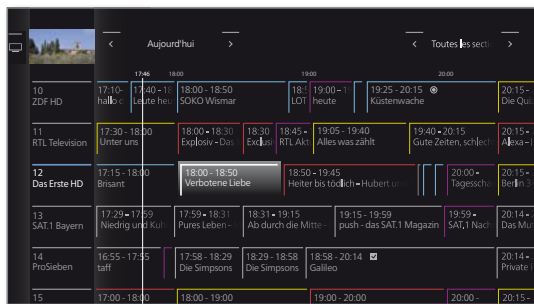 Aujourd'hui
Toutes les secti
17:46 18:00 19:00 20:00
10
ZDF HD
17:10-
hallo d
17:40 - 18:
Leute heu
18:00 - 18:50
SOKO Wismar
18:5
LOT
19:00 - 1
heute
19:25 - 20:15
Küstenwache
20:15-
Die Qui
11
RTL Television
17:30 - 18:00
Unter uns
18:00 - 18:30
Explosiv - Das
18:30
Exclusi
18:45 -
RTL Akt
19:05 - 19:40
Alles was zählt
19:40 - 20:15
Gute Zeiten, schlech
20:15-
Alexa - I
12
Das Erste HD
17:15 - 18:00
Brisant
18:00 - 18:50
Verbotene Liebe
18:50 - 19:45
Heiter bis tödlich - Hubert un
20:00 -
Tagesscha
20:15-
Berlin 3
13
SAT.1 Bayern
17:29 - 17:59
Niedrig und Kuh
17:59 - 18:31
Pures Leben -
18:31 - 19:15
Ab durch die Mitte -
19:15 - 19:59
push - das SAT.1 Magazin
19:59 -
SAT,1 Nach
20:14 -
Das Mu
14
ProSieben
16:55 - 17:55
taff
17:58 - 18:29
Die Simpsons
18:29 - 18:58
Die Simpsons
18:58 - 20:14
Galileo
20:14 -
Private
15
17:00 - 18:00
18:00 - 19:00
19:00 - 20:00
20:00 -
20:15-